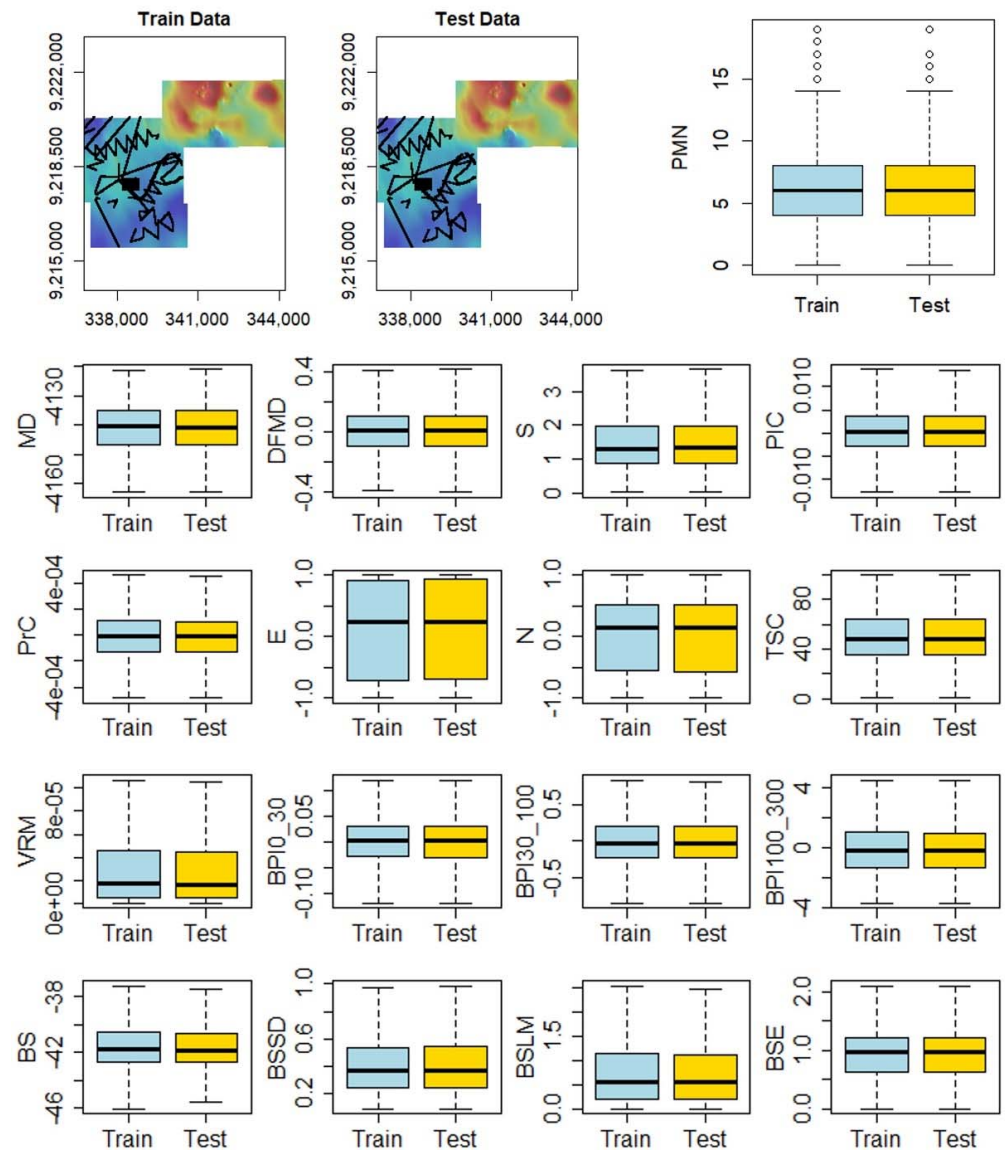 Train Data
Test Data
9,222,000
9,218,500
9,215,000
338,000 341,000 344,000
9,222,000
9,218,500
9,215,000
338,000 341,000 344,000
PMN
15
10
5
0
Train Test
MD
-4130
-4160
Train Test
DFMD
0.4
0.0
-0.4
Train Test
S
3
2
1
0
Train Test
PIC
0.010
-0.010
Train Test
PrC
4e-04
-4e-04
Train Test
E
1.0
0.0
-1.0
Train Test
N
1.0
0.0
-1.0
Train Test
TSC
80
40
0
Train Test
VRM
8e-05
0e+00
Train Test
BPI0_30
0.05
-0.10
Train Test
BPI30_100
0.5
-0.5
Train Test
BPI100_300
4
0
-4
Train Test
BS
-38
-42
-46
Train Test
BSSD
1.0
0.6
0.2
Train Test
BSLM
1.5
0.0
Train Test
BSE
2.0
1.0
0.0
Train Test